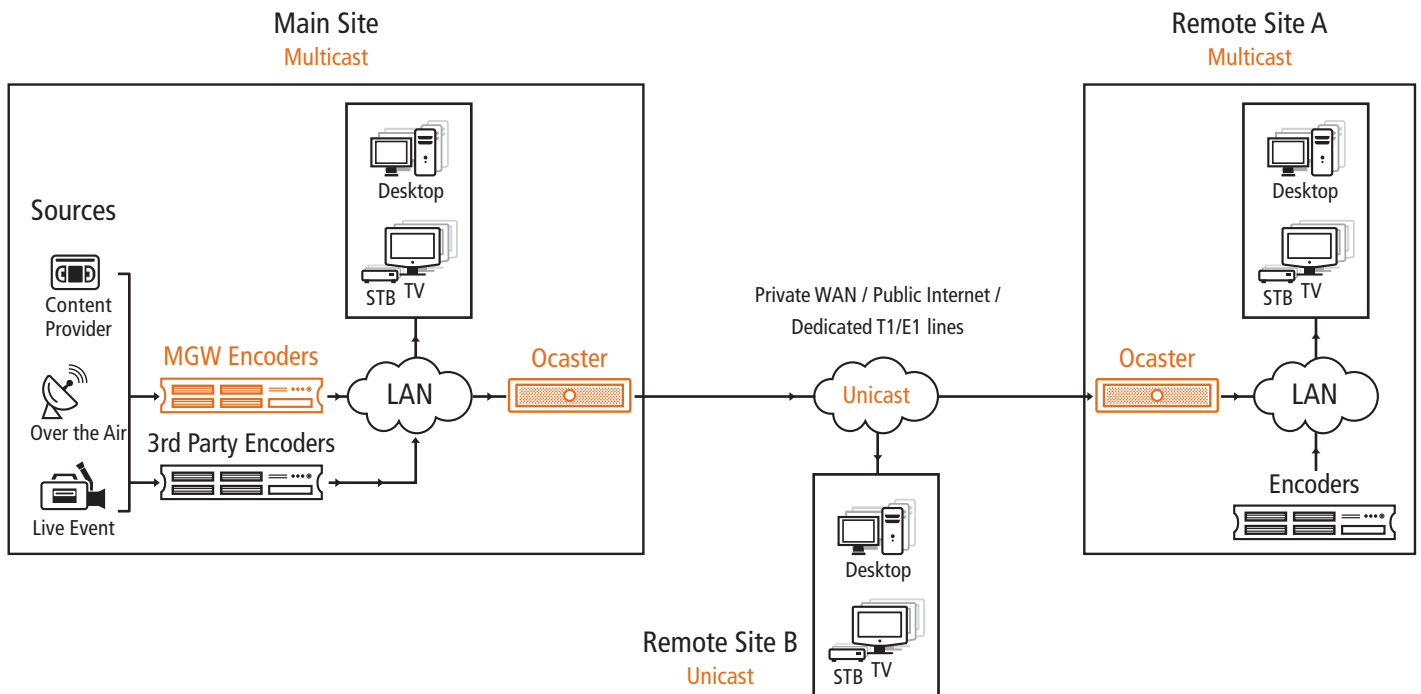 Main Site
Multicast
Sources
Content
Provider
Over the Air
Live Event
MGW Encoders
3rd Party Encoders
Desktop
STB TV
LAN
Ocaster
Private WAN / Public Internet /
Dedicated T1/E1 lines
Unicast
Remote Site B
Unicast
Desktop
STB TV
Remote Site A
Multicast
Desktop
STB TV
Ocaster
LAN
Encoders